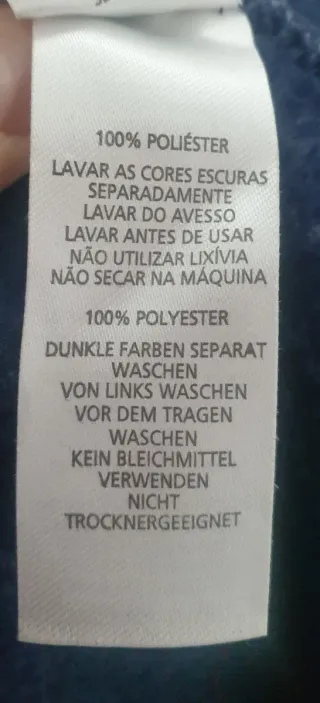 100% POLIÉSTER
LAVAR AS CORES ESCURAS
SEPARADAMENTE
LAVAR DO AVESSO
LAVAR ANTES DE USAR
NÃO UTILIZAR LIXÍVIA
NÃO SECAR NA MÁQUINA
100% POLYESTER
DUNKLE FARBEN SEPARAT
WASCHEN
VON LINKS WASCHEN
VOR DEM TRAGEN
WASCHEN
KEIN BLEICHMITTEL
VERWENDEN
NICHT
TROCKNERGEEIGNET